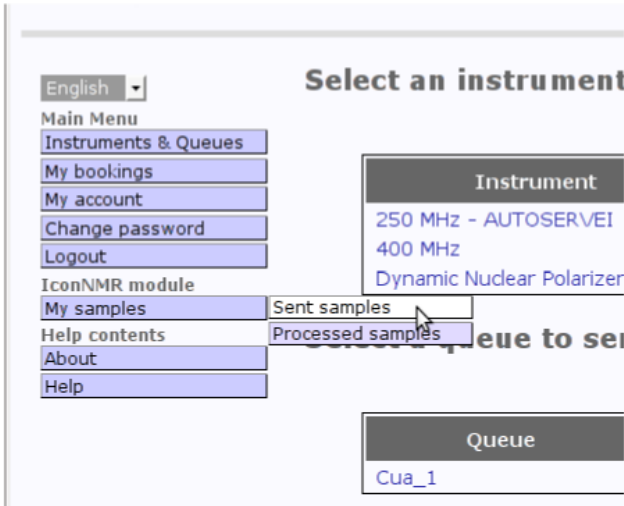 English
Main Menu
Instruments & Queues
My bookings
My account
Change password
Logout
IconNMR module
My samples
Sent samples
Processed samples
Help contents
About
Help
Select an instrument
Instrument
250 MHz - AUTOSERVEI
400 MHz
Dynamic Nuclear Polarizer
queue to
Queue
Cua_1